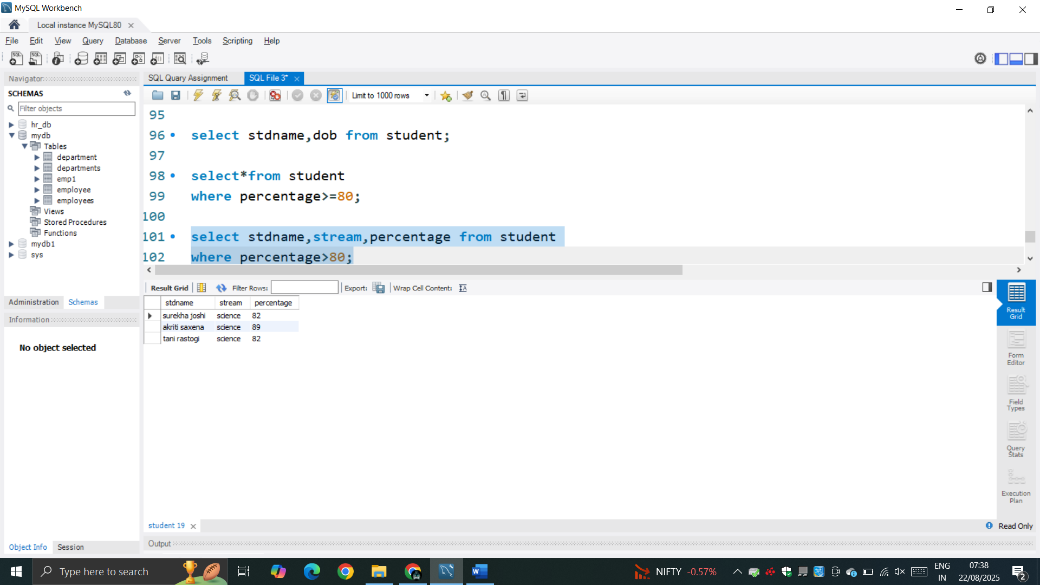 MySQL Workbench
Local instance MySQL80
File Edit View Query Database Server Tools Scripting Help
Navigator
SCHEMAS
Filter objects
hr_db
mydb
Tables
department
departments
emp1
employee
employees
Views
Stored Procedures
Functions
mydb1
sys
Administration Schemas
Information
No object selected
Object Info Session
SQL Query Assignment SQL File 3*
Limit to 1000 rows
95
96 select stdname,dob from student;
97
98 select*from student
99 where percentage>=80;
100
101 select stdname,stream,percentage from student
102 where percentage>80;
Result Grid Filter Rows: Export: Wrap Cell Content:
stdname stream percentage
surekha joshi science 82
akriti saxena science 89
tani rastogi science 82
Result Grid
Form Editor
Field Types
Query Stats
Execution Plan
student 19
Read Only
Output
Type here to search
NIFTY -0.57%
ENG IN
07:38
22/08/2025
2